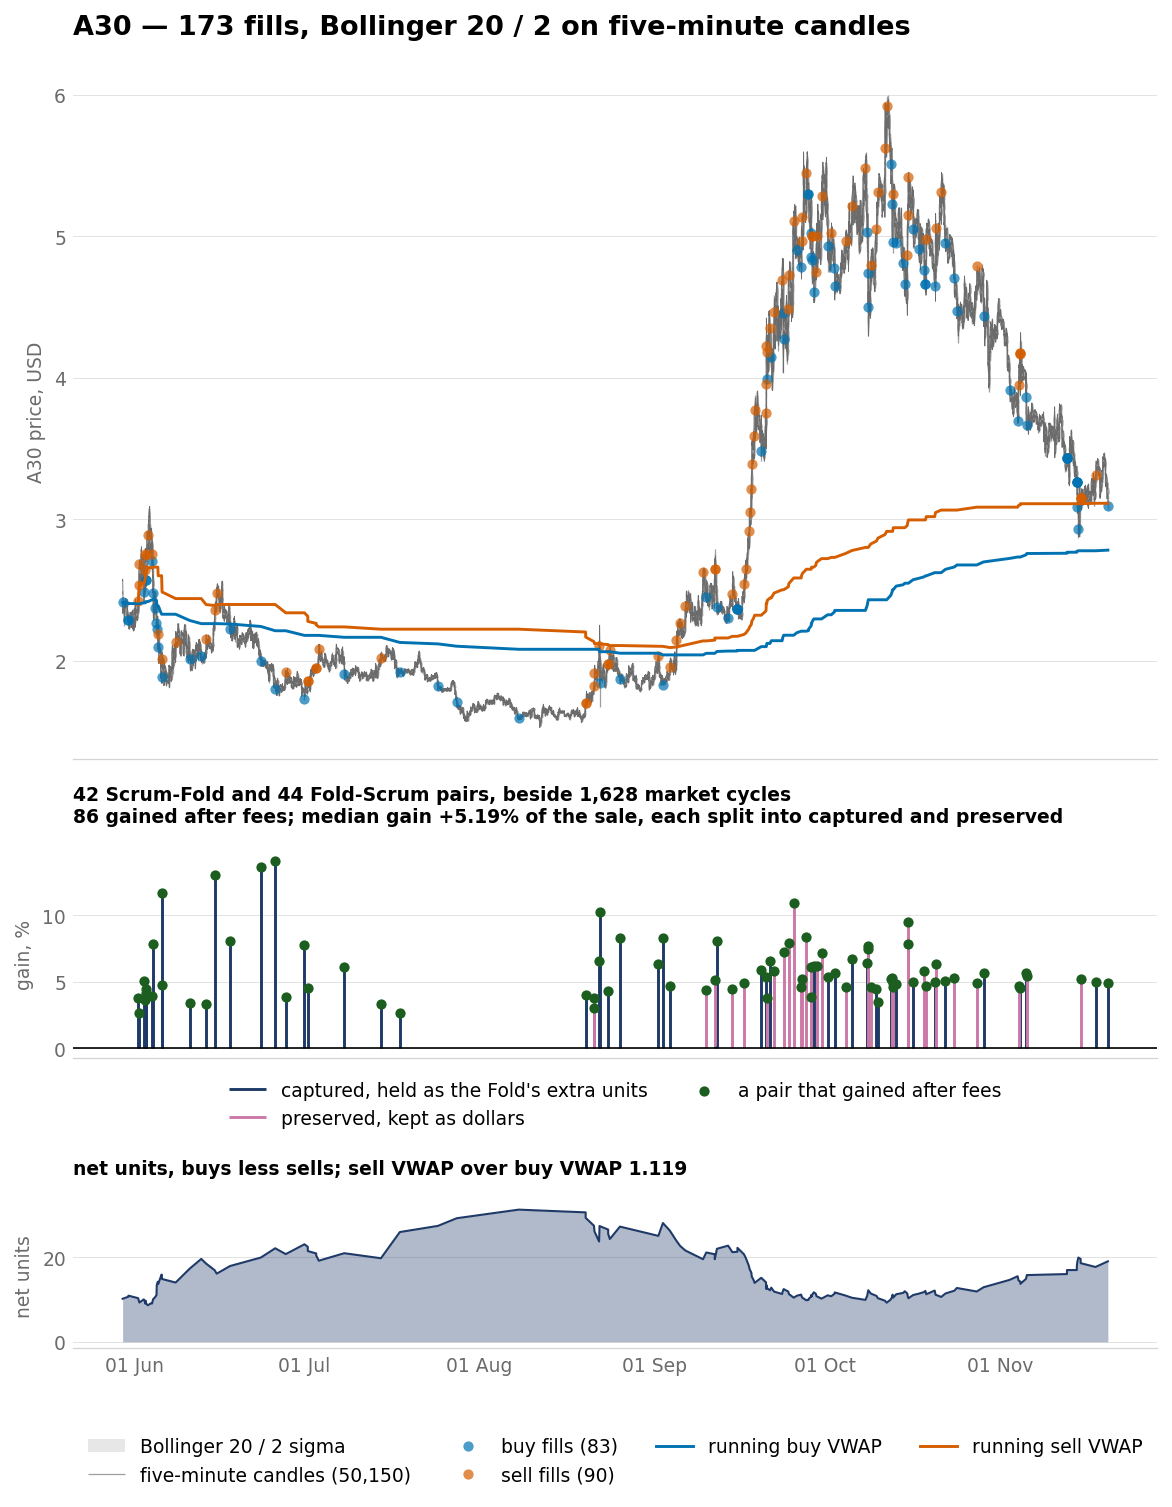 A30 — 173 fills, Bollinger 20 / 2 on five-minute candles
6
5
4
3
2
A30 price, USD
42 Scrum-Fold and 44 Fold-Scrum pairs, beside 1,628 market cycles
86 gained after fees; median gain +5.19% of the sale, each split into captured and preserved
10
5
0
gain, %
captured, held as the Fold's extra units
a pair that gained after fees
preserved, kept as dollars
net units, buys less sells; sell VWAP over buy VWAP 1.119
20
0
net units
01 Jun 01 Jul 01 Aug 01 Sep 01 Oct 01 Nov
Bollinger 20 / 2 sigma
buy fills (83)
running buy VWAP
running sell VWAP
five-minute candles (50,150)
sell fills (90)